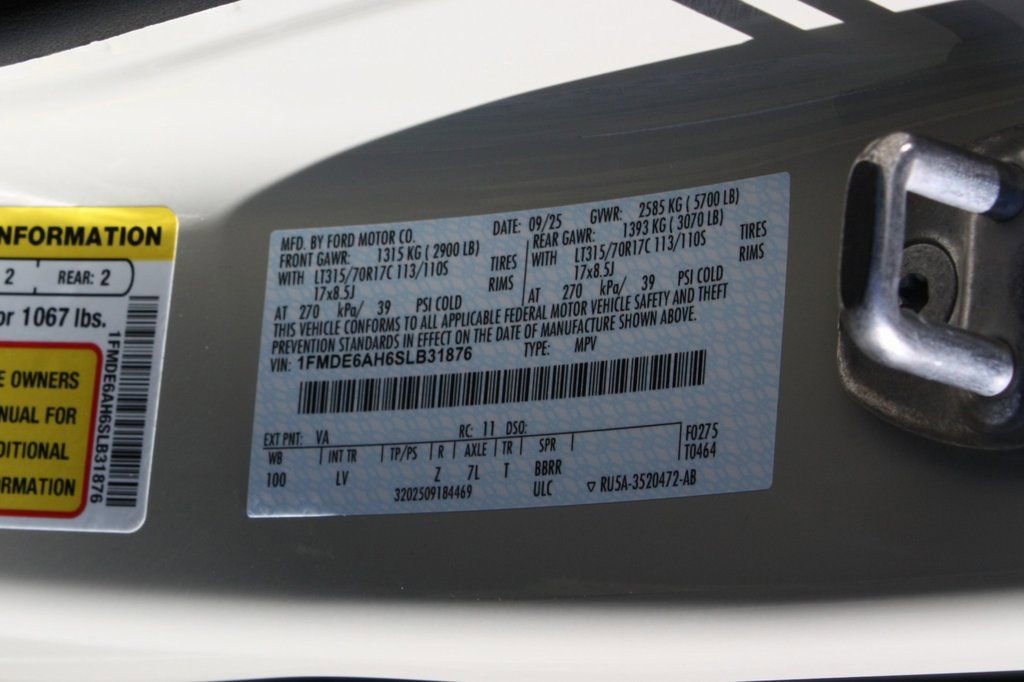 NFORMATION
2 REAR: 2
or 1067 lbs.
E OWNERS
NUAL FOR
DITIONAL
RMATION
1FMDE6AH6SLB31876
MFD. BY FORD MOTOR CO. DATE: 09/25 GVWR: 2585 KG ( 5700 LB)
FRONT GAWR: 1315 KG ( 2900 LB) REAR GAWR: 1393 KG ( 3070 LB)
WITH LT315/70R17C 113/110S TIRES WITH LT315/70R17C 113/110S TIRES
17x8.5J RIMS 17x8.5J RIMS
AT 270 kPa/ 39 PSI COLD AT 270 kPa/ 39 PSI COLD
THIS VEHICLE CONFORMS TO ALL APPLICABLE FEDERAL MOTOR VEHICLE SAFETY AND THEFT
PREVENTION STANDARDS IN EFFECT ON THE DATE OF MANUFACTURE SHOWN ABOVE.
VIN: 1FMDE6AH6SLB31876 TYPE: MPV
EXT PNT: VA RC: 11 DSO: F0275
WB INT TR TP/PS R AXLE TR SPR T0464
100 LV Z 7L T BBRR
3202509184469 ULC ▽ RU5A-3520472-AB